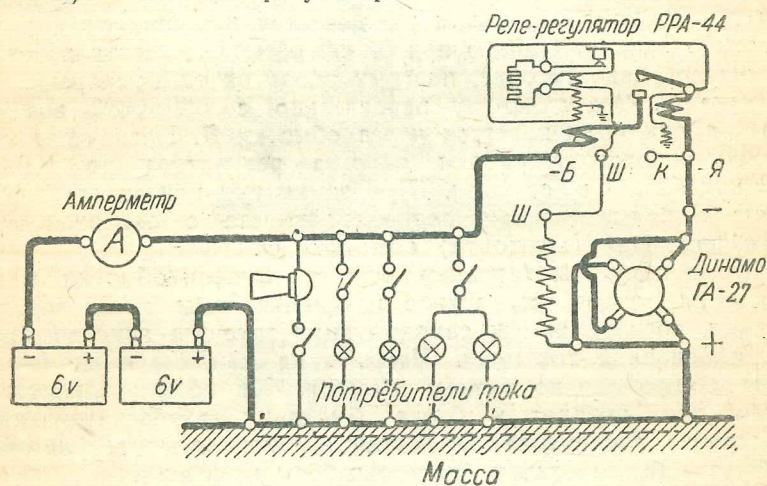 Реле-регулятор РРА-44
-Б
Ш
К
-Я
Ш
−
Амперметр
А
Динамо
ГА-27
− +
6v
− +
6v
+
Потребители тока
Масса